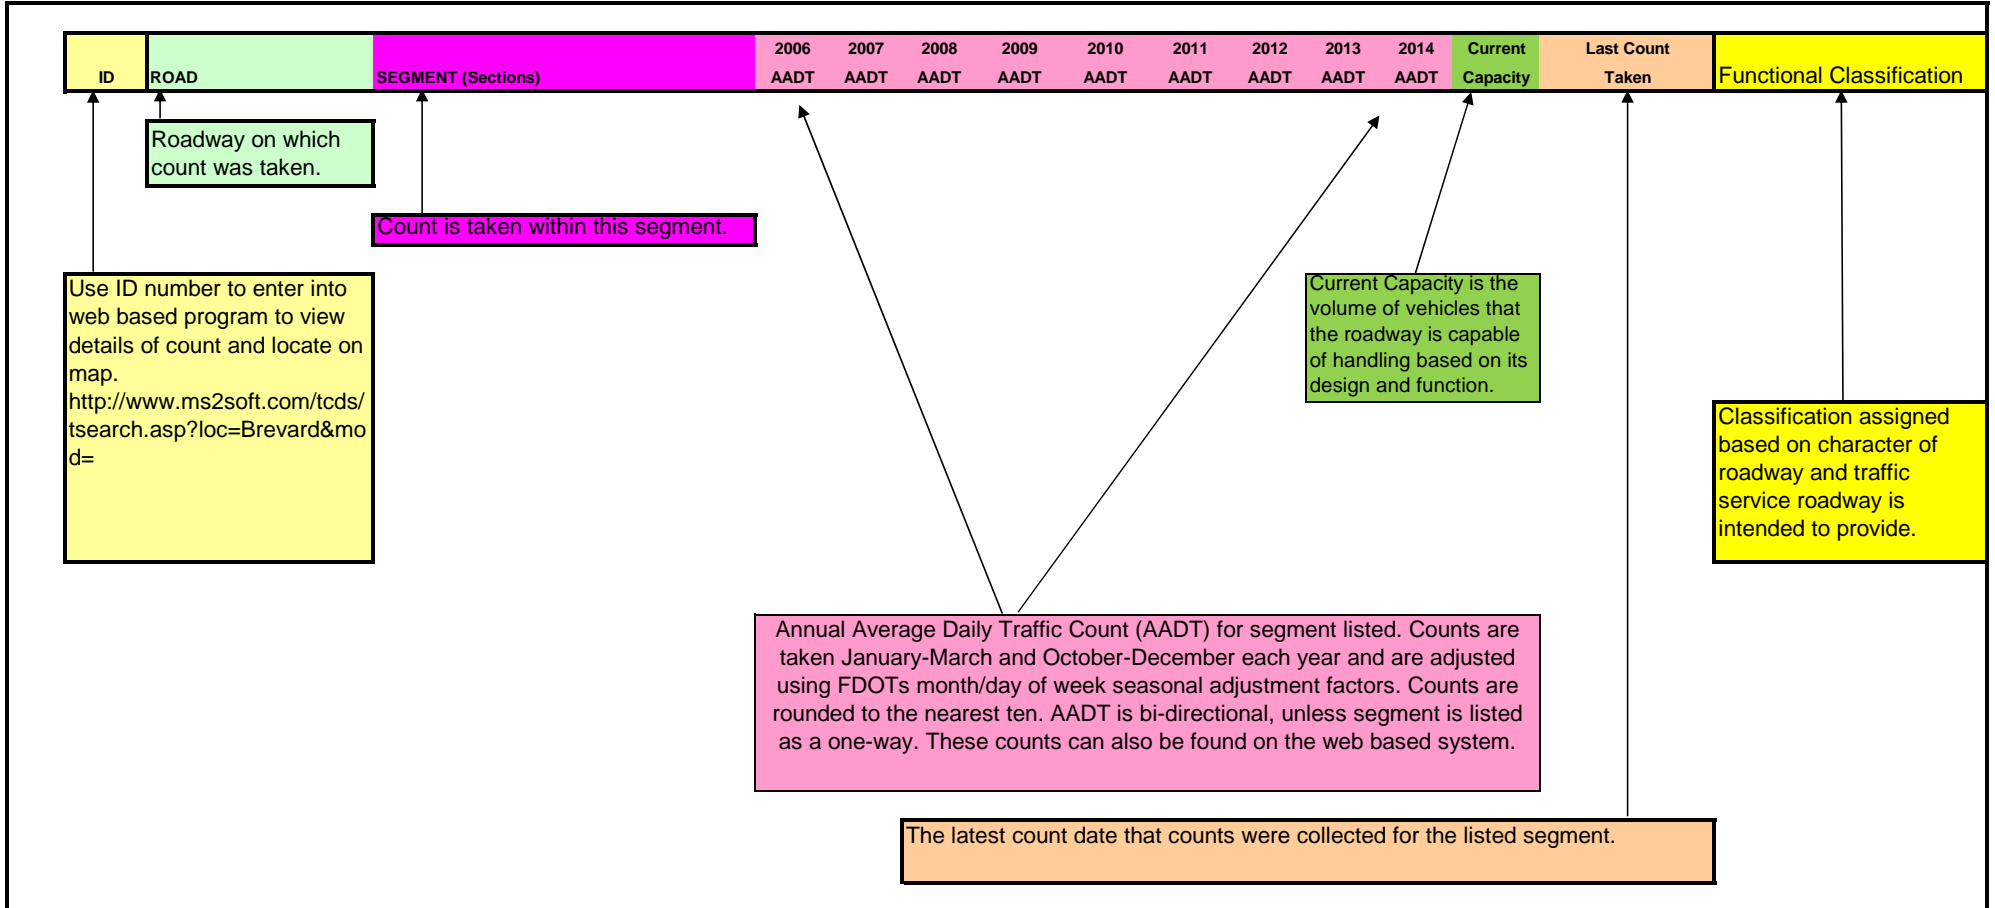 2006 2007 2008 2009 2010 2011 2012 2013 2014 Current Last Count
ID ROAD SEGMENT (Sections) AADT AADT AADT AADT AADT AADT AADT AADT AADT Capacity Taken Functional Classification
Roadway on which
count was taken.
Count is taken within this segment.
Use ID number to enter into
web based program to view
details of count and locate on
map.
http://www.ms2soft.com/tcds/
tsearch.asp?loc=Brevard&mo
d=
Current Capacity is the
volume of vehicles that
the roadway is capable
of handling based on its
design and function.
Classification assigned
based on character of
roadway and traffic
service roadway is
intended to provide.
Annual Average Daily Traffic Count (AADT) for segment listed. Counts are
taken January-March and October-December each year and are adjusted
using FDOTs month/day of week seasonal adjustment factors. Counts are
rounded to the nearest ten. AADT is bi-directional, unless segment is listed
as a one-way. These counts can also be found on the web based system.
The latest count date that counts were collected for the listed segment.